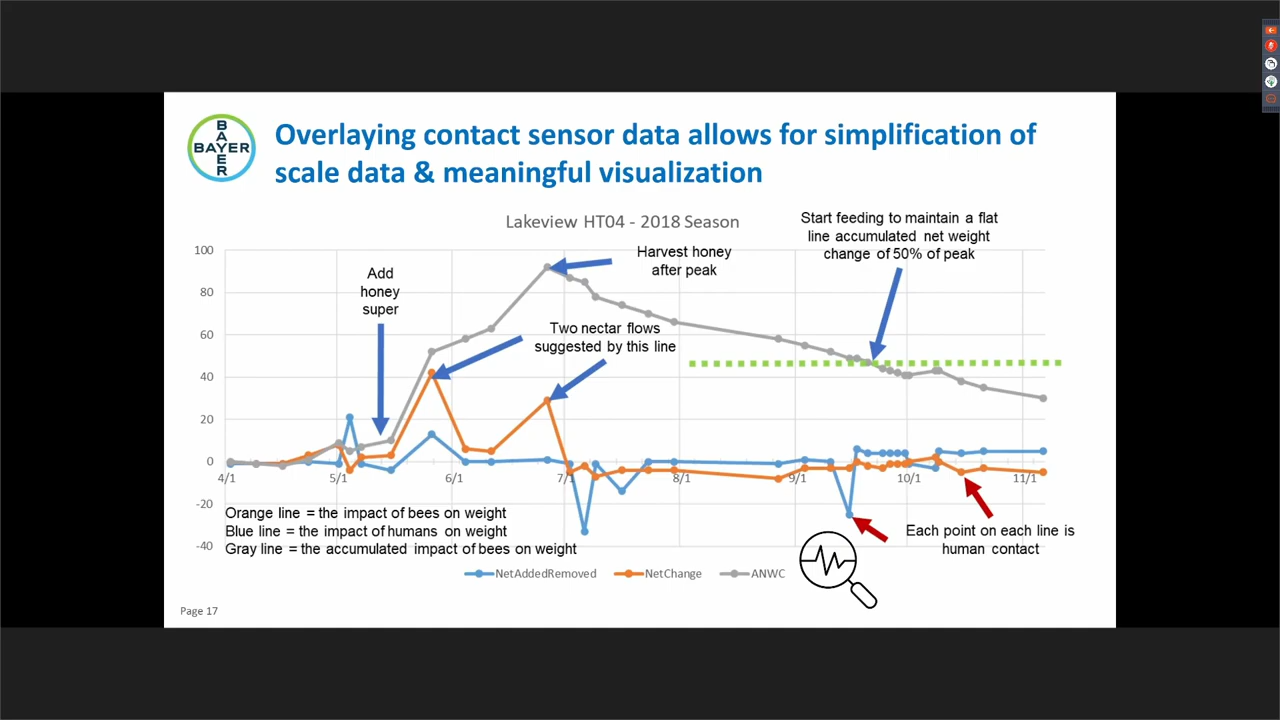 BAYER
BAYER
Overlaying contact sensor data allows for simplification of
scale data & meaningful visualization
Lakeview HT04 - 2018 Season
Start feeding to maintain a flat
line accumulated net weight
change of 50% of peak
Harvest honey
after peak
Add
honey
super
Two nectar flows
suggested by this line
100
80
60
40
20
0
-20
-40
4/1 5/1 6/1 7/1 8/1 9/1 10/1 11/1
Orange line = the impact of bees on weight
Blue line = the impact of humans on weight
Gray line = the accumulated impact of bees on weight
Each point on each line is
human contact
NetAddedRemoved NetChange ANWC
Page 17